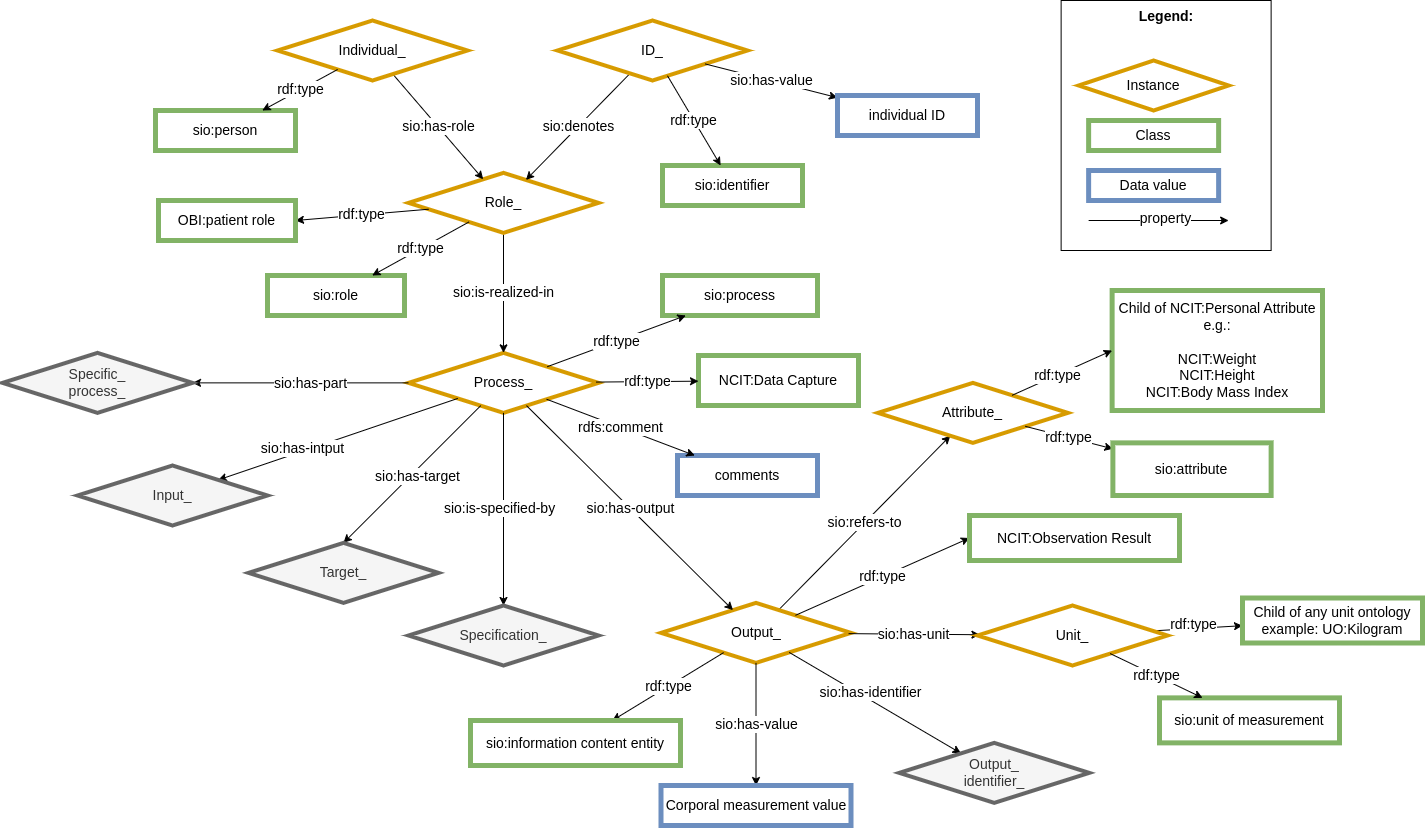 Legend:
Individual_
ID_
rdf:type
sio:has-value
Instance
sio:person
sio:has-role
sio:denotes
rdf:type
individual ID
Class
sio:identifier
Data value
OBI:patient role
rdf:type
Role_
property
rdf:type
sio:role
sio:is-realized-in
sio:process
Child of NCIT:Personal Attribute
e.g.:
NCIT:Weight
NCIT:Height
NCIT:Body Mass Index
rdf:type
Specific_
process_
sio:has-part
Process_
rdf:type
NCIT:Data Capture
rdf:type
Attribute_
rdfs:comment
rdf:type
sio:has-intput
sio:has-target
comments
sio:attribute
Input_
sio:is-specified-by
sio:has-output
sio:refers-to
NCIT:Observation Result
Target_
rdf:type
Specification_
Output_
sio:has-unit
Unit_
rdf:type
Child of any unit ontology
example: UO:Kilogram
rdf:type
sio:has-identifier
rdf:type
sio:information content entity
sio:has-value
sio:unit of measurement
Output_
identifier_
Corporal measurement value